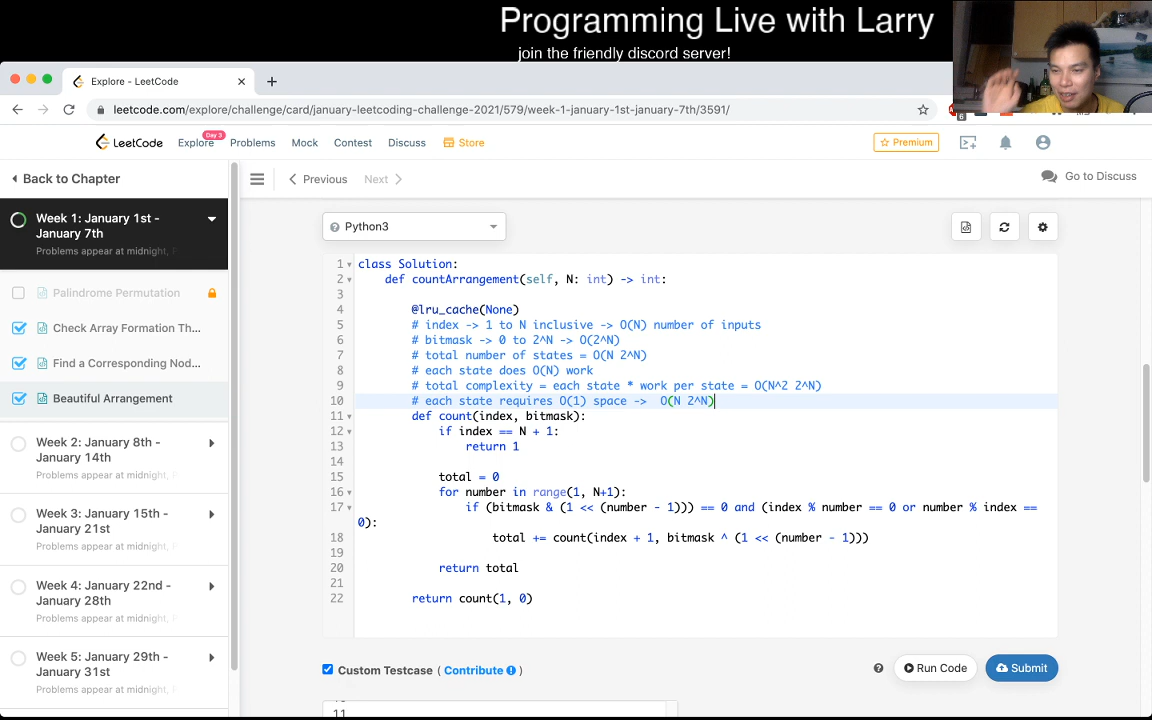 Programming Live with Larry
join the friendly discord server!
Explore - LeetCode
leetcode.com/explore/challenge/card/january-leetcoding-challenge-2021/579/week-1-january-1st-january-7th/3591/
6
LeetCode Explore Day 3 Problems Mock Contest Discuss Store Premium
Back to Chapter
Previous Next Go to Discuss
Week 1: January 1st -
January 7th
Problems appear at midnight,
Palindrome Permutation
Check Array Formation Th...
Find a Corresponding Nod...
Beautiful Arrangement
Week 2: January 8th -
January 14th
Problems appear at midnight,
Week 3: January 15th -
January 21st
Problems appear at midnight,
Week 4: January 22nd -
January 28th
Problems appear at midnight,
Week 5: January 29th -
January 31st
Problems appear at midnight,
Python3
1 class Solution:
2 def countArrangement(self, N: int) -> int:
3
4 @lru_cache(None)
5 # index -> 1 to N inclusive -> O(N) number of inputs
6 # bitmask -> 0 to 2^N -> O(2^N)
7 # total number of states = O(N 2^N)
8 # each state does O(N) work
9 # total complexity = each state * work per state = O(N^2 2^N)
10 # each state requires O(1) space -> O(N 2^N)
11 def count(index, bitmask):
12 if index == N + 1:
13 return 1
14
15 total = 0
16 for number in range(1, N+1):
17 if (bitmask & (1 << (number - 1))) == 0 and (index % number == 0 or number % index ==
0):
18 total += count(index + 1, bitmask ^ (1 << (number - 1)))
19
20 return total
21
22 return count(1, 0)
Custom Testcase ( Contribute )
Run Code
Submit
11